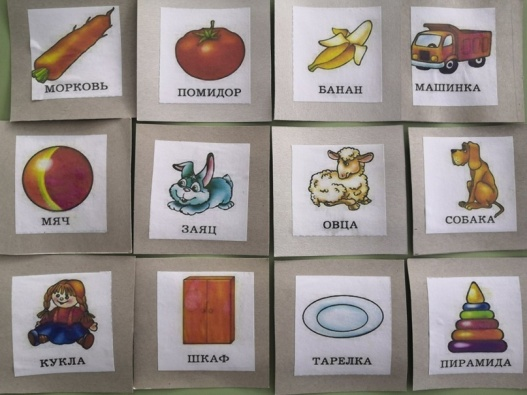 МОРКОВЬ
ПОМИДОР
БАНАН
МАШИНКА
МЯЧ
ЗАЯЦ
ОВЦА
СОБАКА
КУКЛА
ШКАФ
ТАРЕЛКА
ПИРАМИДА